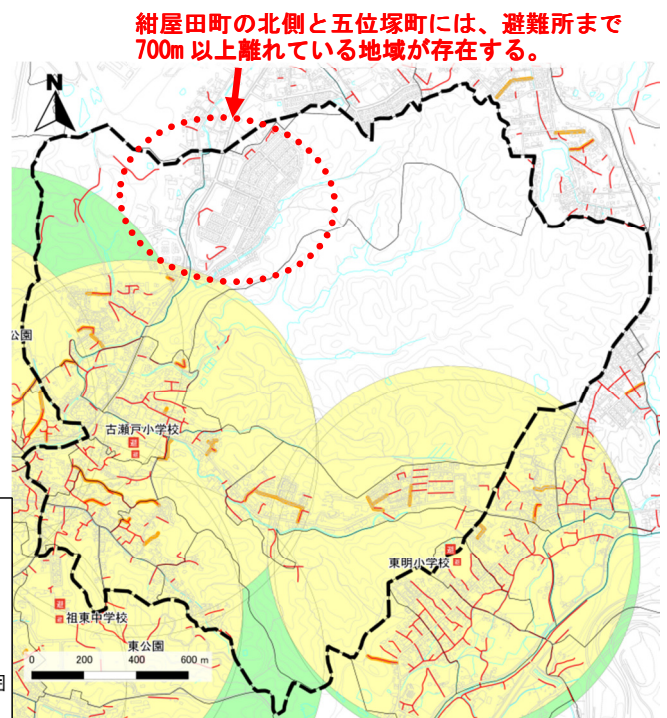 紺屋田町の北側と五位塚町には、避難所まで
700m 以上離れている地域が存在する。
N
公園
古瀬戸小学校
避
東明小学校
避
避
祖東中学校
東公園
0 200 400 600 m